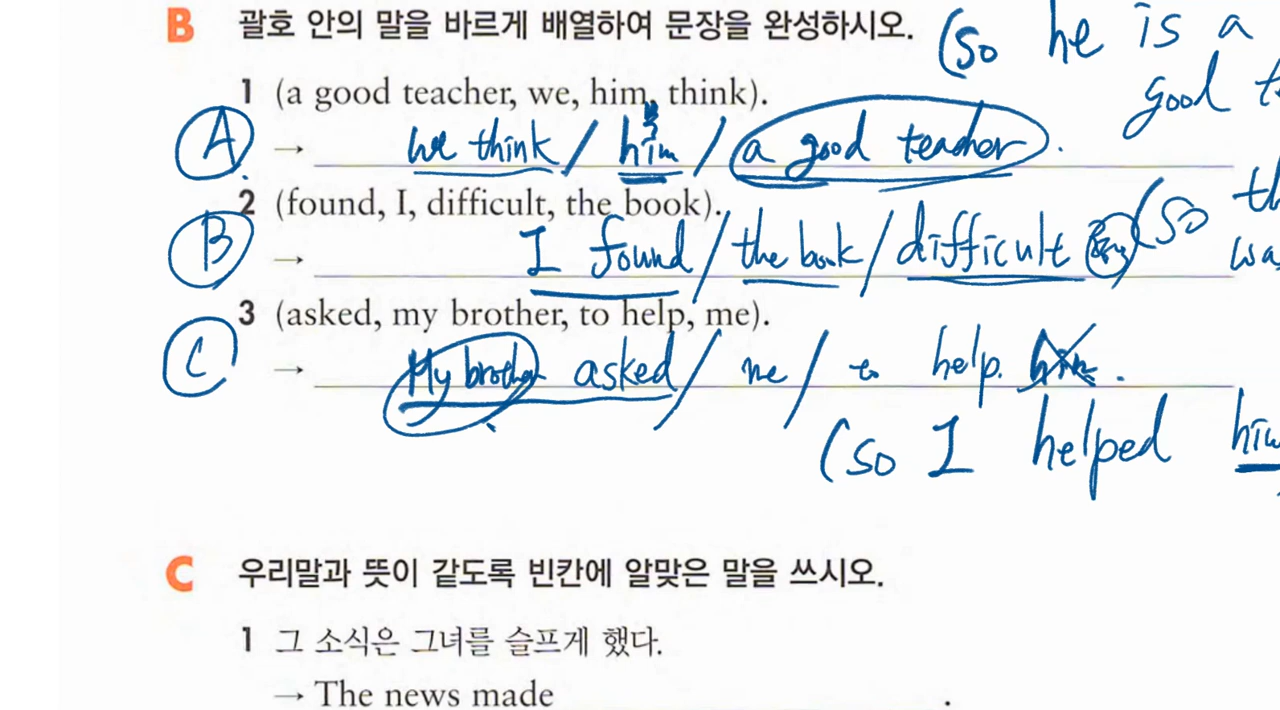 B 괄호 안의 말을 바르게 배열하여 문장을 완성하시오.
(so he is a
good
1 (a good teacher, we, him, think).
A → we think / him / a good teacher.
2 (found, I, difficult, the book).
B → I found / the book / difficult (so
3 (asked, my brother, to help, me).
C → My brother asked / me / to help.
(so I helped him
C 우리말과 뜻이 같도록 빈칸에 알맞은 말을 쓰시오.
1 그 소식은 그녀를 슬프게 했다.
→ The news made .